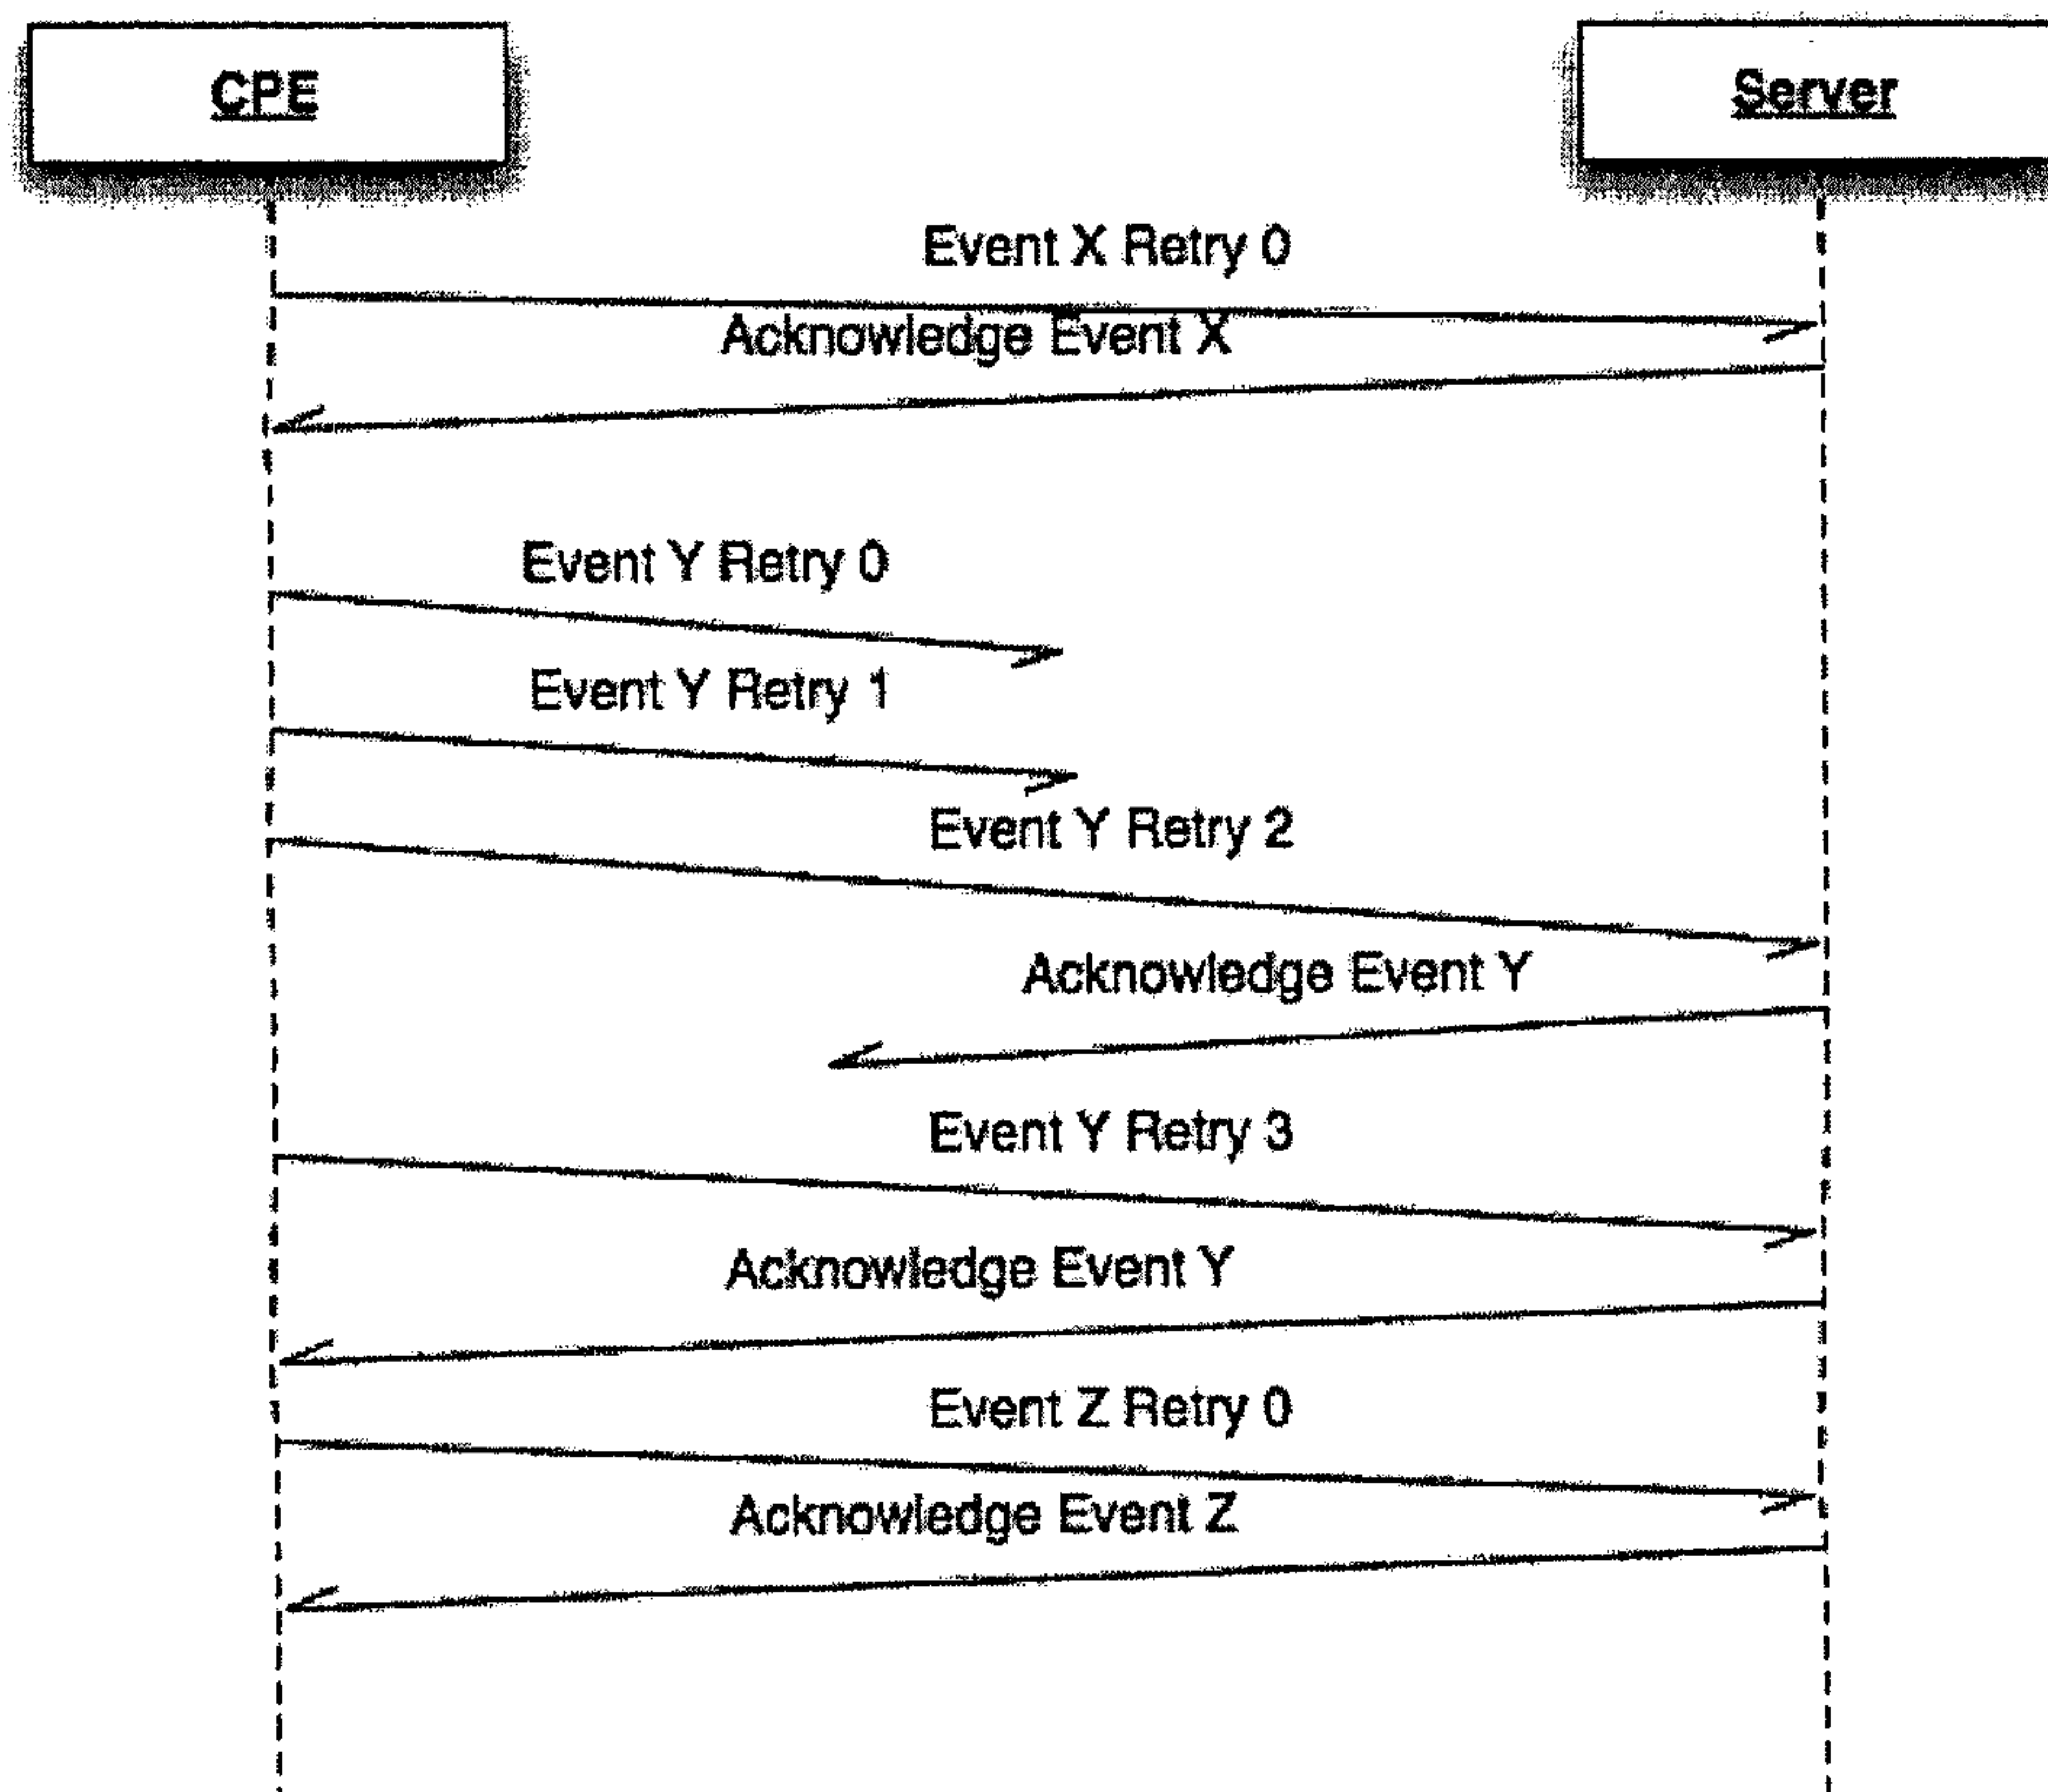 CPE
Server
Event X Retry 0
Acknowledge Event X
Event Y Retry 0
Event Y Retry 1
Event Y Retry 2
Acknowledge Event Y
Event Y Retry 3
Acknowledge Event Y
Event Z Retry 0
Acknowledge Event Z